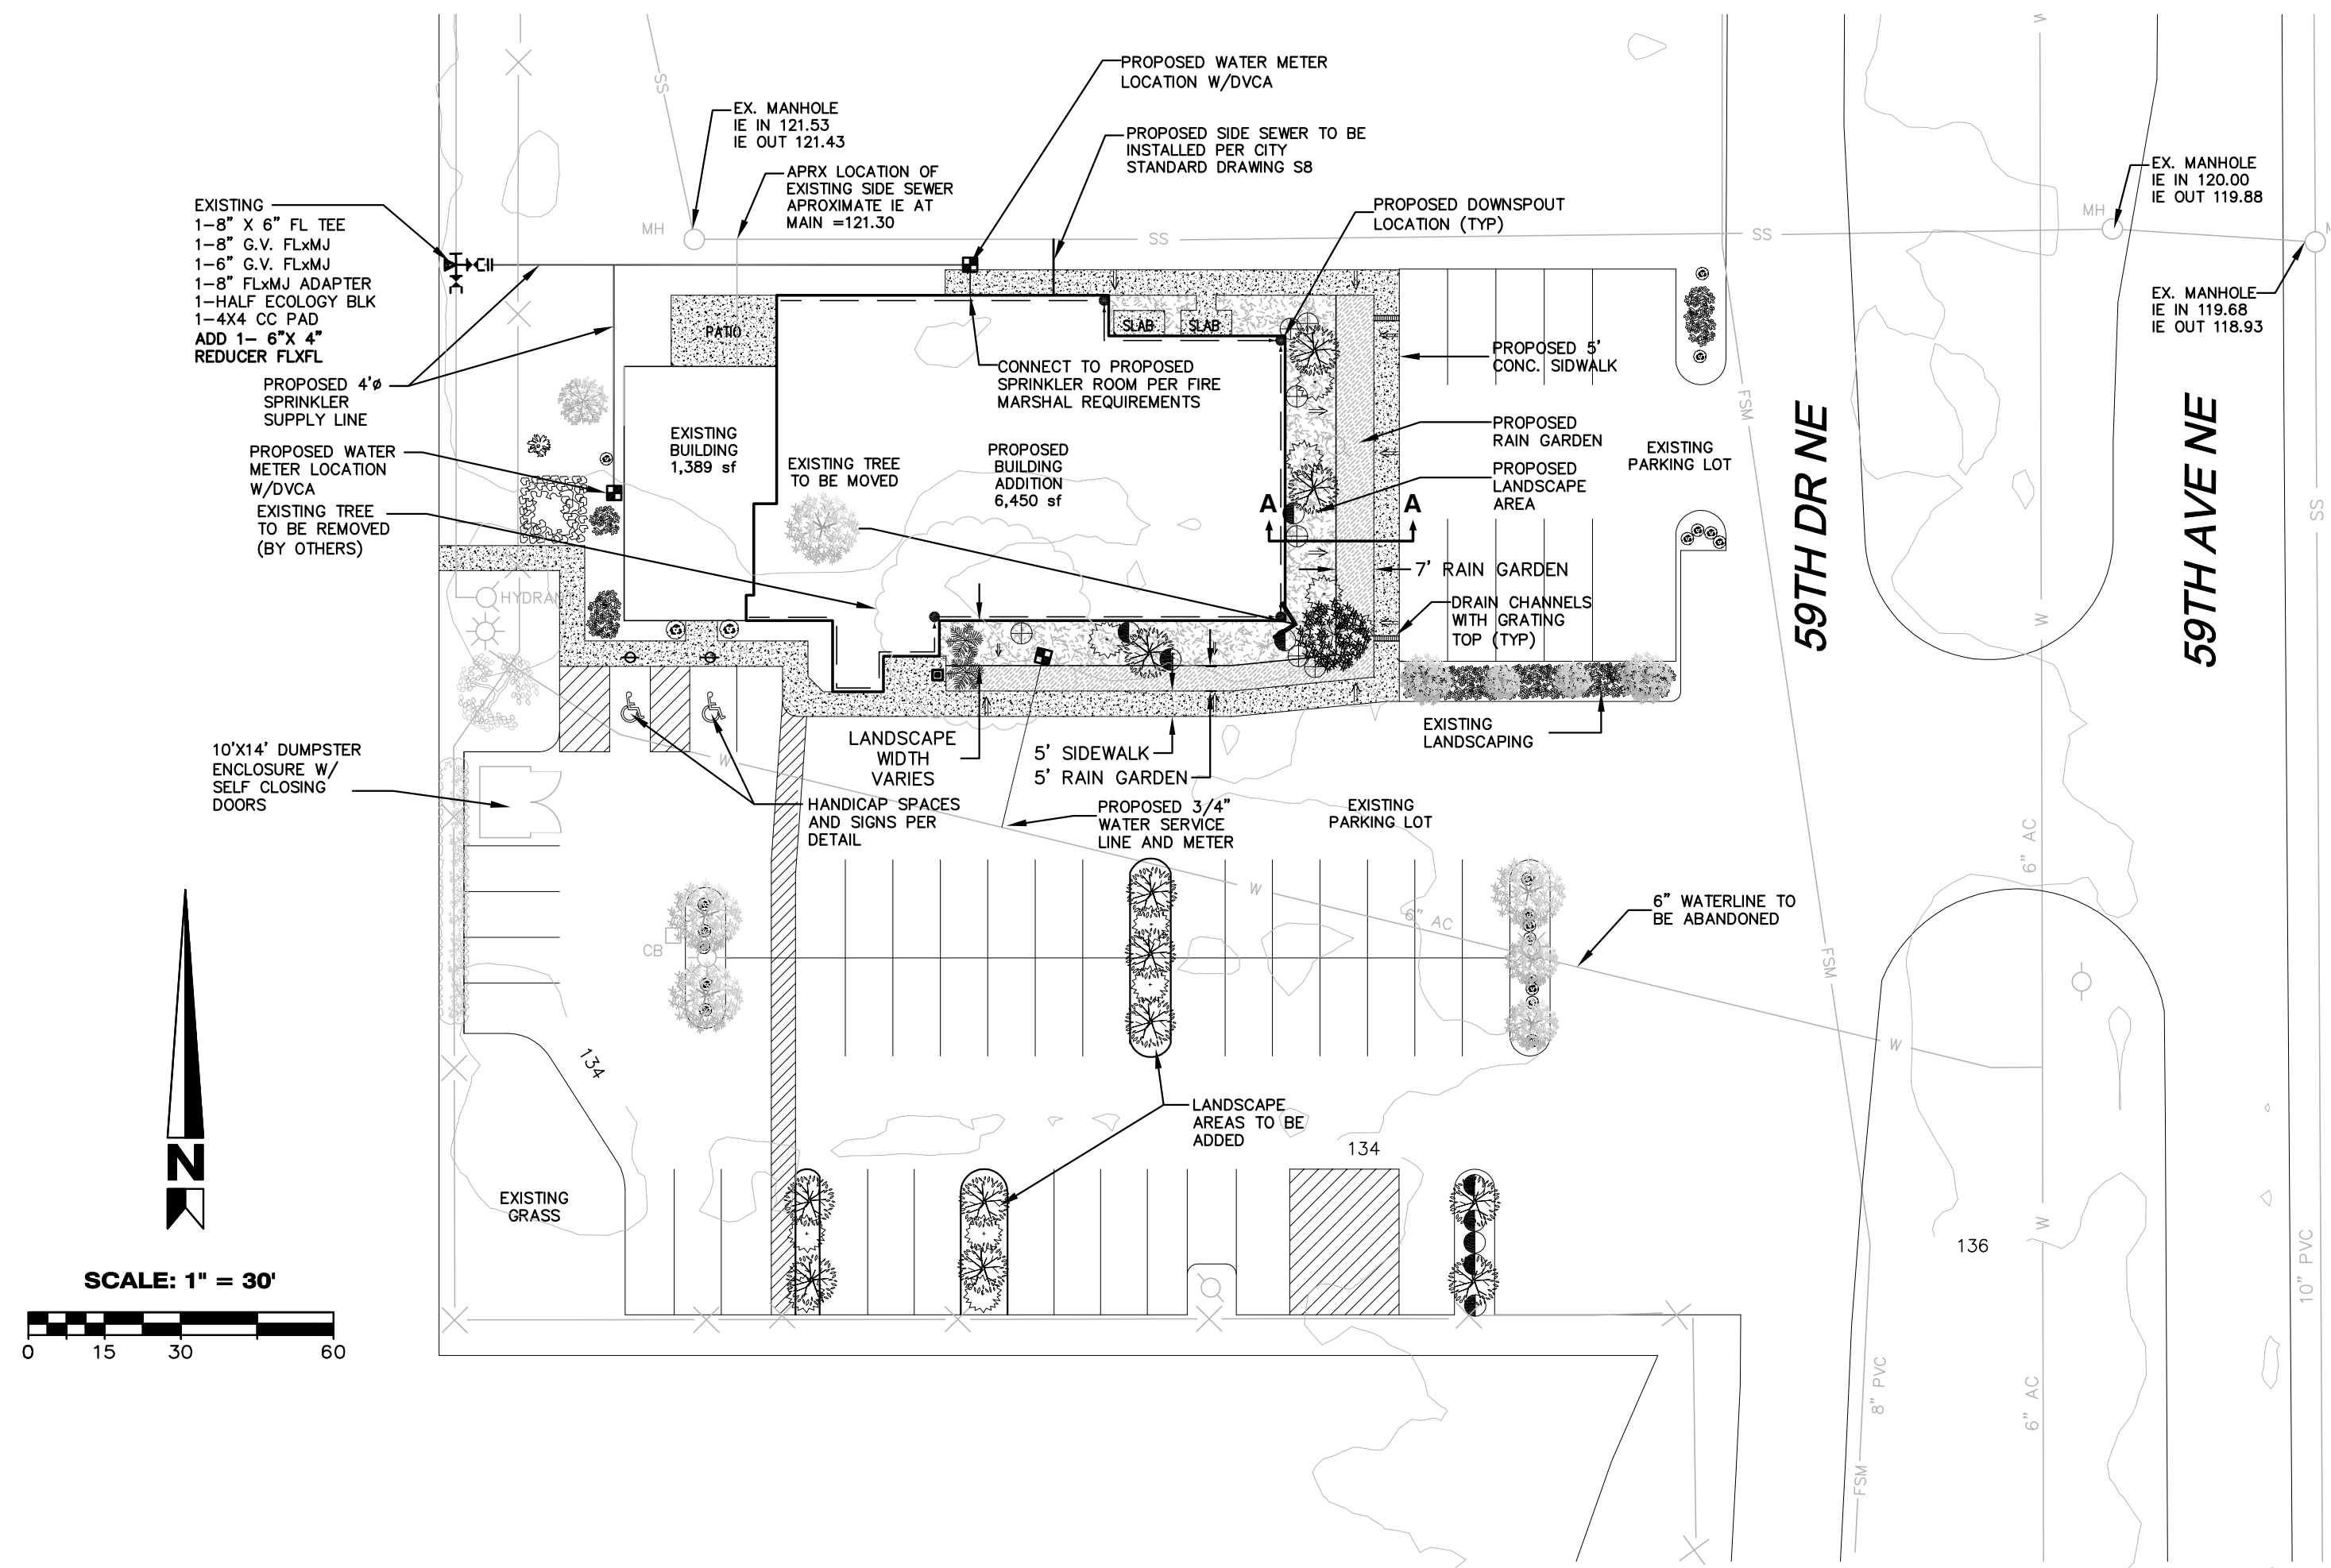 PROPOSED WATER METER
LOCATION W/DVCA
EX. MANHOLE
IE IN 121.53
IE OUT 121.43
PROPOSED SIDE SEWER TO BE
INSTALLED PER CITY
STANDARD DRAWING S8
APRX LOCATION OF
EXISTING SIDE SEWER
APROXIMATE IE AT
MAIN =121.30
EX. MANHOLE
IE IN 120.00
IE OUT 119.88
PROPOSED DOWNSPOUT
LOCATION (TYP)
EXISTING
1-8" X 6" FL TEE
1-8" G.V. FLxMJ
1-6" G.V. FLxMJ
1-8" FLxMJ ADAPTER
1-HALF ECOLOGY BLK
1-4X4 CC PAD
ADD 1- 6"X 4"
REDUCER FLXFL
SS
W
MH
SS
SS
MH
EX. MANHOLE
IE IN 119.68
IE OUT 118.93
PATIO
SLAB
SLAB
PROPOSED 5'
CONC. SIDWALK
CONNECT TO PROPOSED
SPRINKLER ROOM PER FIRE
MARSHAL REQUIREMENTS
PROPOSED 4'ø
SPRINKLER
SUPPLY LINE
FSM
PROPOSED
RAIN GARDEN
EXISTING
BUILDING
1,389 sf
EXISTING TREE
TO BE MOVED
PROPOSED
BUILDING
ADDITION
6,450 sf
EXISTING
PARKING LOT
PROPOSED
LANDSCAPE
AREA
PROPOSED WATER
METER LOCATION
W/DVCA
EXISTING TREE
TO BE REMOVED
(BY OTHERS)
A
A
59TH DR NE
59TH AVE NE
SS
7' RAIN GARDEN
HYDRANT
DRAIN CHANNELS
WITH GRATING
TOP (TYP)
W
EXISTING
LANDSCAPING
LANDSCAPE
WIDTH
VARIES
5' SIDEWALK
5' RAIN GARDEN
W
10'X14' DUMPSTER
ENCLOSURE W/
SELF CLOSING
DOORS
HANDICAP SPACES
AND SIGNS PER
DETAIL
PROPOSED 3/4"
WATER SERVICE
LINE AND METER
EXISTING
PARKING LOT
6" AC
W
6" AC
6" WATERLINE TO
BE ABANDONED
CB
FSM
W
134
LANDSCAPE
AREAS TO BE
ADDED
134
N
EXISTING
GRASS
W
136
10" PVC
SCALE: 1" = 30'
0 15 30 60
8" PVC
6" AC
FSM